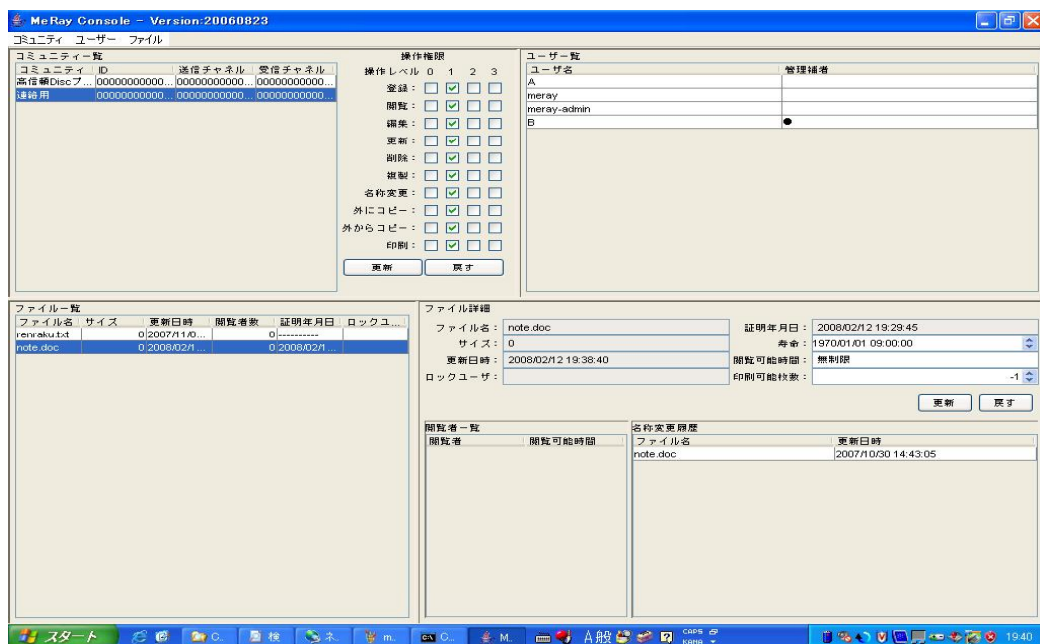 MeRay Console - Version:20060823
コミュニティ ユーザー ファイル
コミュニティ一覧
コミュニティ ID 送信チャネル 受信チャネル
高信頼Discフ... 00000000000... 00000000000... 00000000000...
連絡用 00000000000... 00000000000... 00000000000...
操作権限
操作レベル 0 1 2 3
登録：
閲覧：
編集：
更新：
削除：
複製：
名称変更：
外にコピー：
外からコピー：
印刷：
更新 戻す
ユーザー覧
ユーザ名 管理補者
A
meray
meray-admin
B ●
ファイル一覧
ファイル名 サイズ 更新日時 閲覧者数 証明年月日 ロックユ...
renraku.txt 0 2007/11/0... 0 ----------
note.doc 0 2008/02/1... 0 2008/02/1...
ファイル詳細
ファイル名： note.doc 証明年月日： 2008/02/12 19:29:45
サイズ： 0 寿命： 1970/01/01 09:00:00
更新日時： 2008/02/12 19:38:40 閲覧可能時間： 無制限
ロックユーザ： 印刷可能枚数： -1
更新 戻す
閲覧者一覧
閲覧者 閲覧可能時間
名称変更履歴
ファイル名 更新日時
note.doc 2007/10/30 14:43:05
スタート C. 検 ネ. m. C. M. A 般 CAPS KANA 19:40